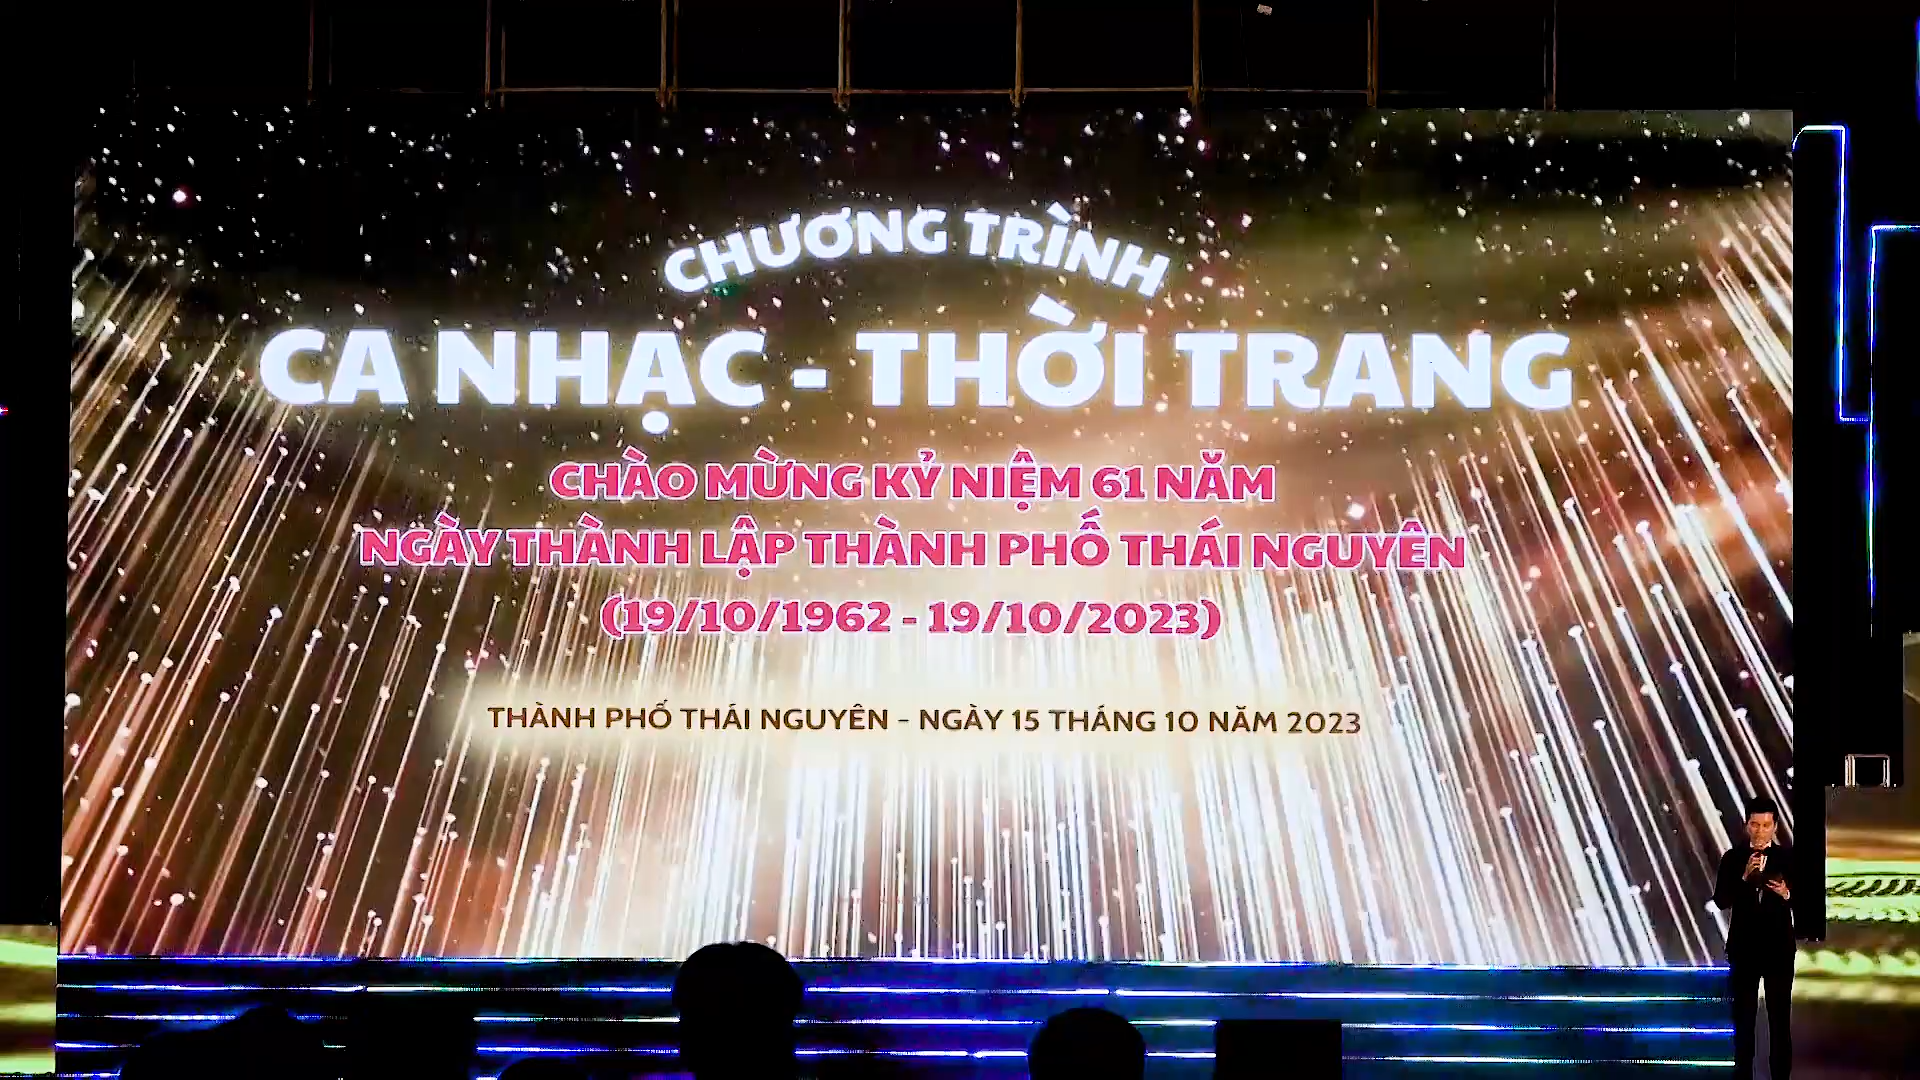 CHƯƠNG TRÌNH
CA NHẠC - THỜI TRANG
CHÀO MỪNG KỶ NIỆM 61 NĂM
NGÀY THÀNH LẬP THÀNH PHỐ THÁI NGUYÊN
(19/10/1962 - 19/10/2023)
THÀNH PHỐ THÁI NGUYÊN - NGÀY 15 THÁNG 10 NĂM 2023